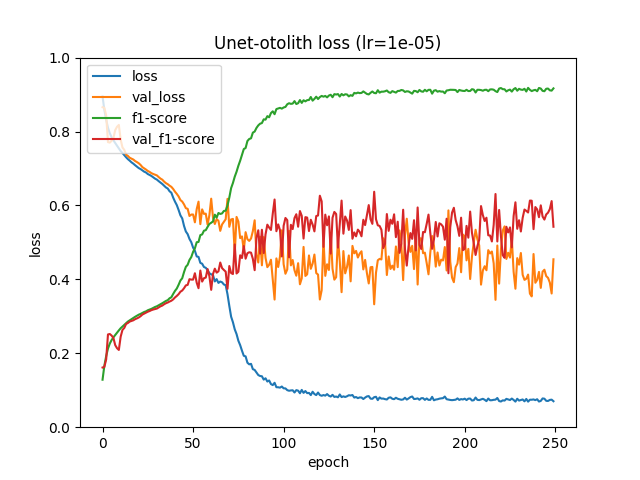 Unet-otolith loss (lr=1e-05)
loss
val_loss
f1-score
val_f1-score
1.0
0.8
0.6
0.4
0.2
0.0
loss
0 50 100 150 200 250
epoch